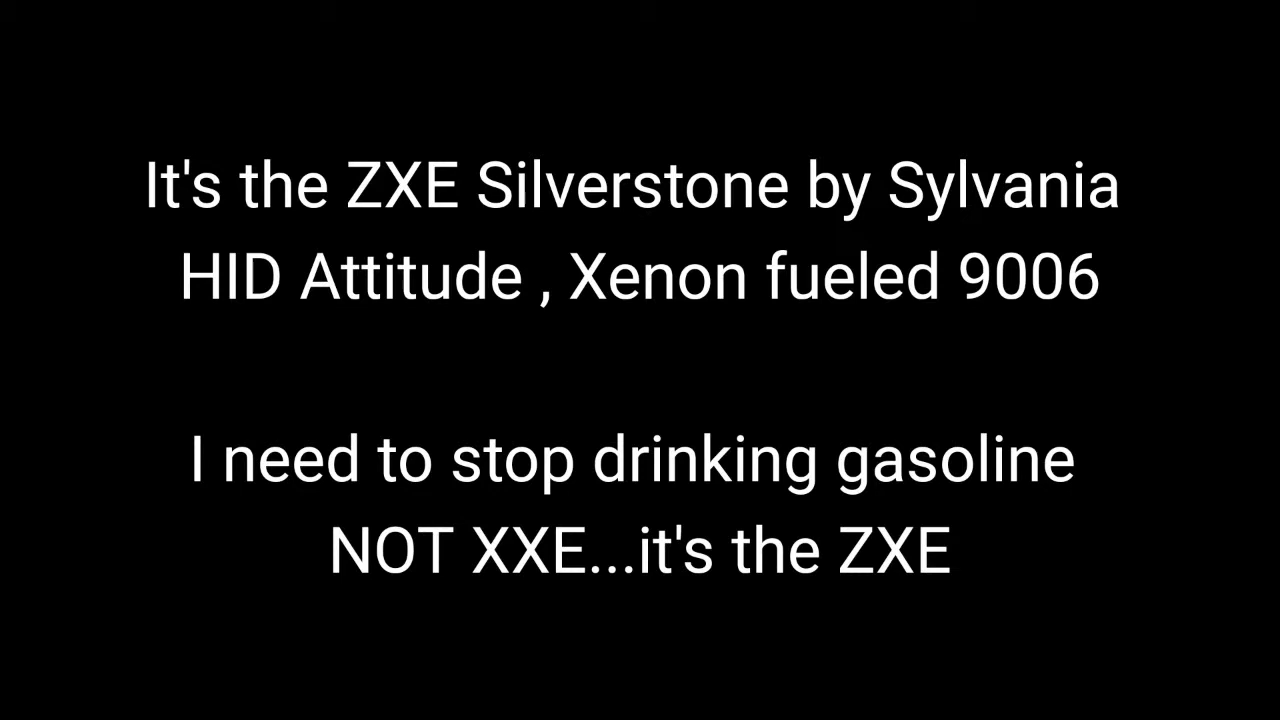 It's the ZXE Silverstone by Sylvania
HID Attitude , Xenon fueled 9006
I need to stop drinking gasoline
NOT XXE...it's the ZXE